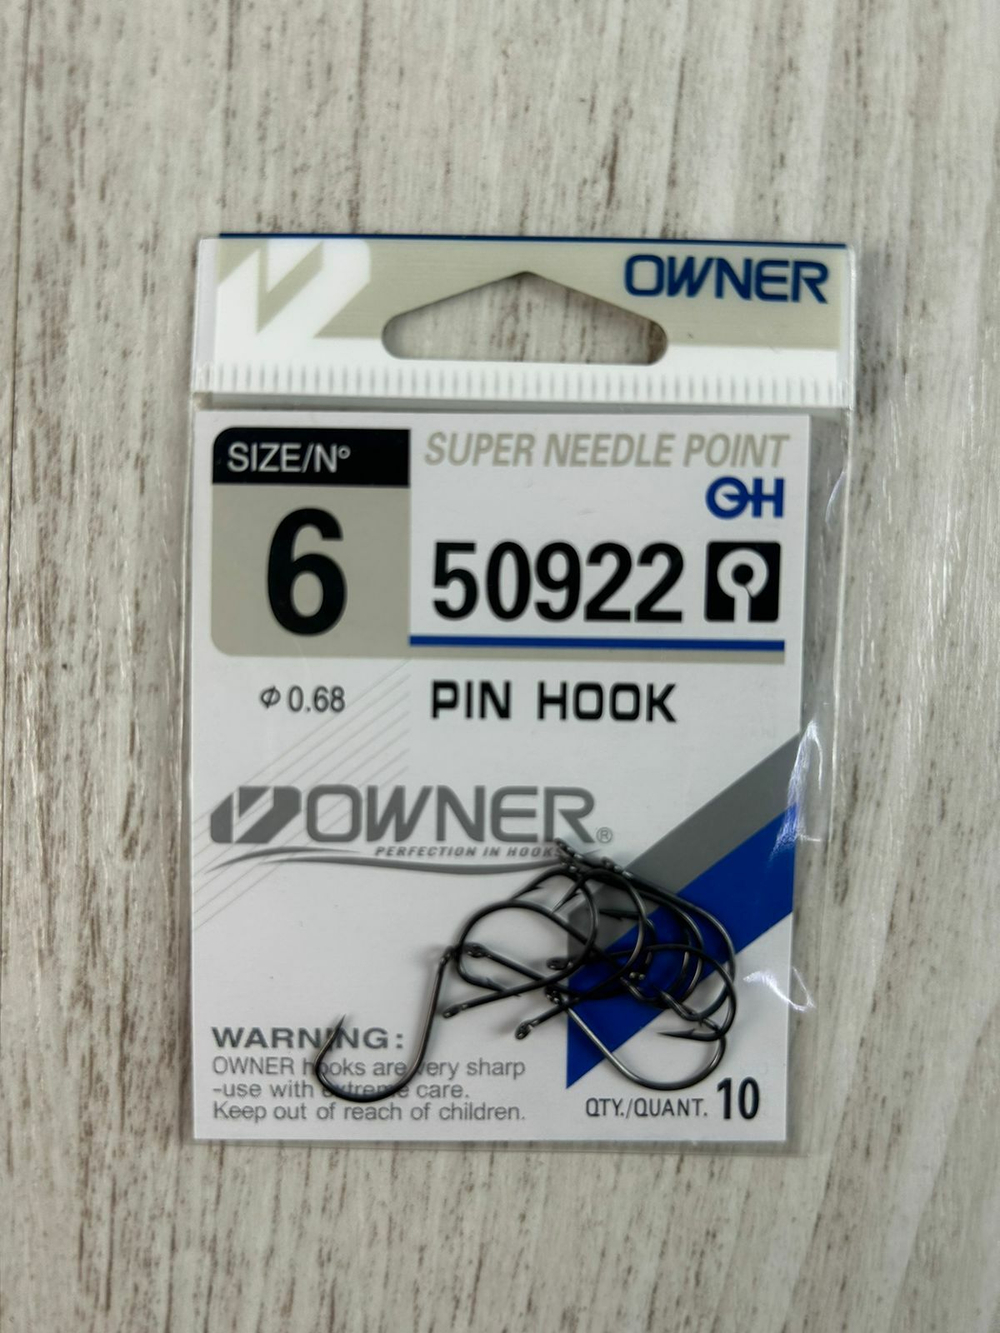 OWNER
SIZE/Nº
6
SUPER NEEDLE POINT
OH
50922
Ф 0.68
PIN HOOK
OWNER®
PERFECTION IN HOOKS
WARNING:
OWNER hooks are very sharp
-use with extreme care.
Keep out of reach of children.
QTY./QUANT. 10